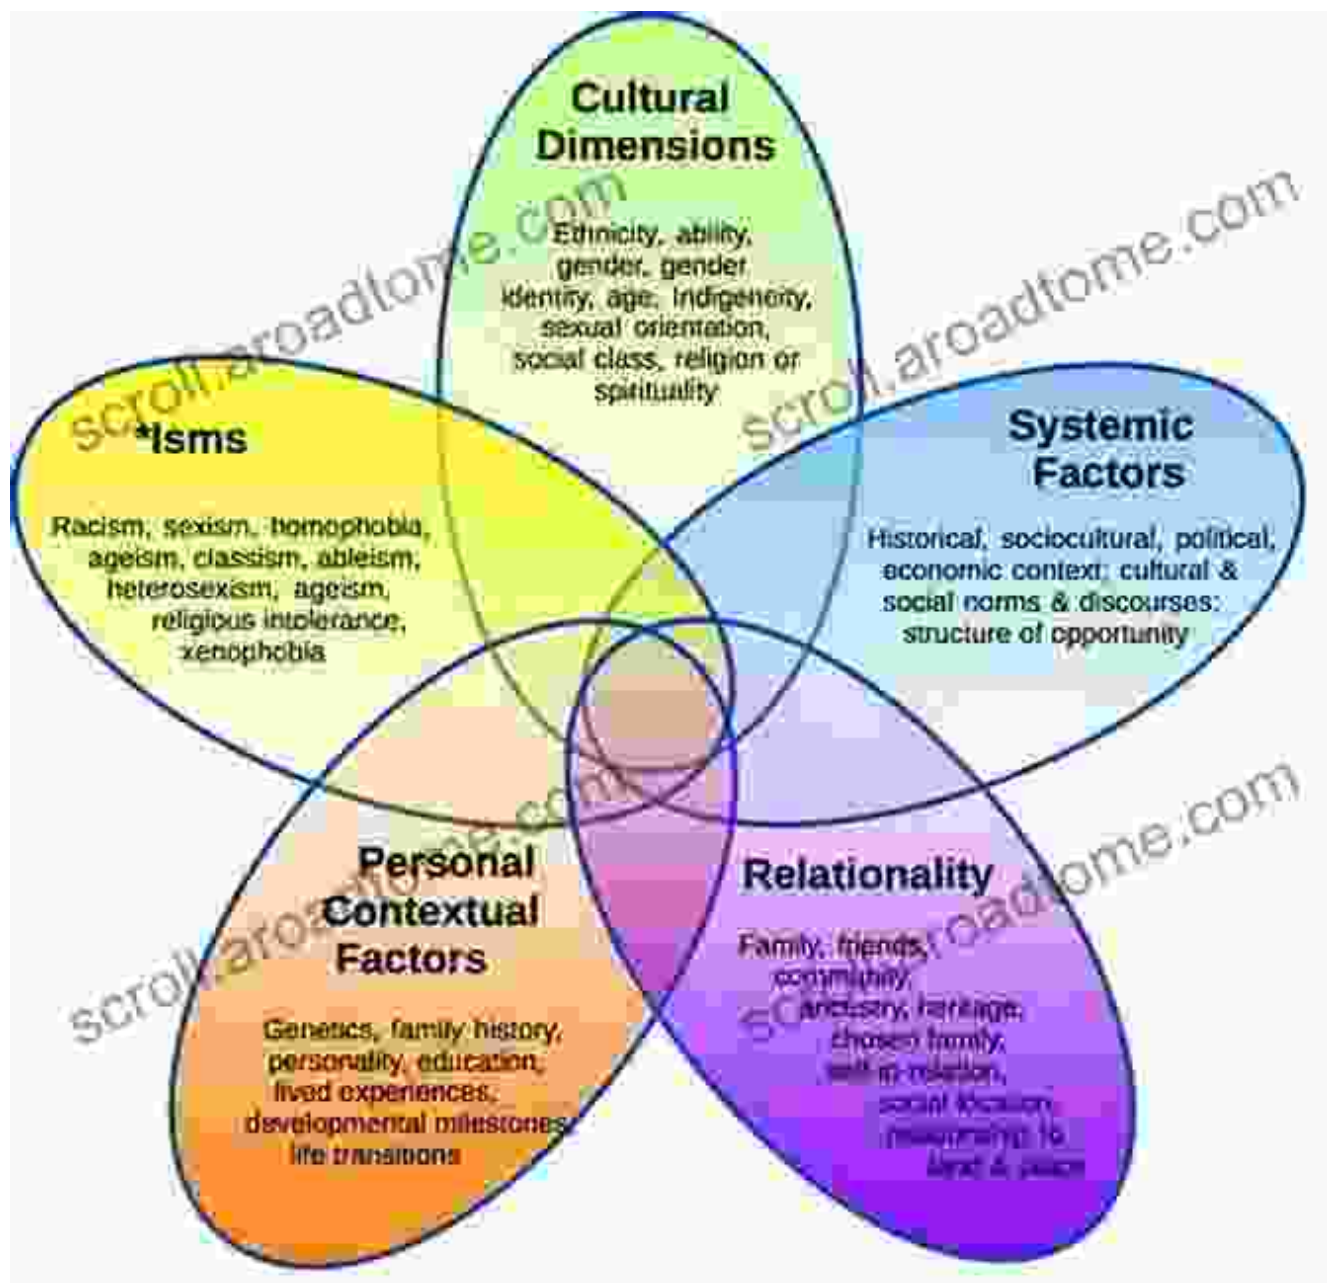 Cultural
Dimensions
Ethnicity, ability,
gender, gender
identity, age, Indigeneity,
sexual orientation,
social class, religion or
spirituality
*Isms
Racism, sexism, homophobia,
ageism, classism, ableism,
heterosexism, ageism,
religious intolerance,
xenophobia
Systemic
Factors
Historical, sociocultural, political,
economic context; cultural &
social norms & discourses;
structure of opportunity
Personal
Contextual
Factors
Genetics, family history,
personality, education,
lived experiences,
developmental milestones,
life transitions
Relationality
Family, friends,
community,
ancestry, heritage,
chosen family,
self-in-relation,
social location,
relationship to
land & place
scroll.aroadtome.com
scroll.aroadtome.com
scroll.aroadtome.com
scroll.aroadtome.com